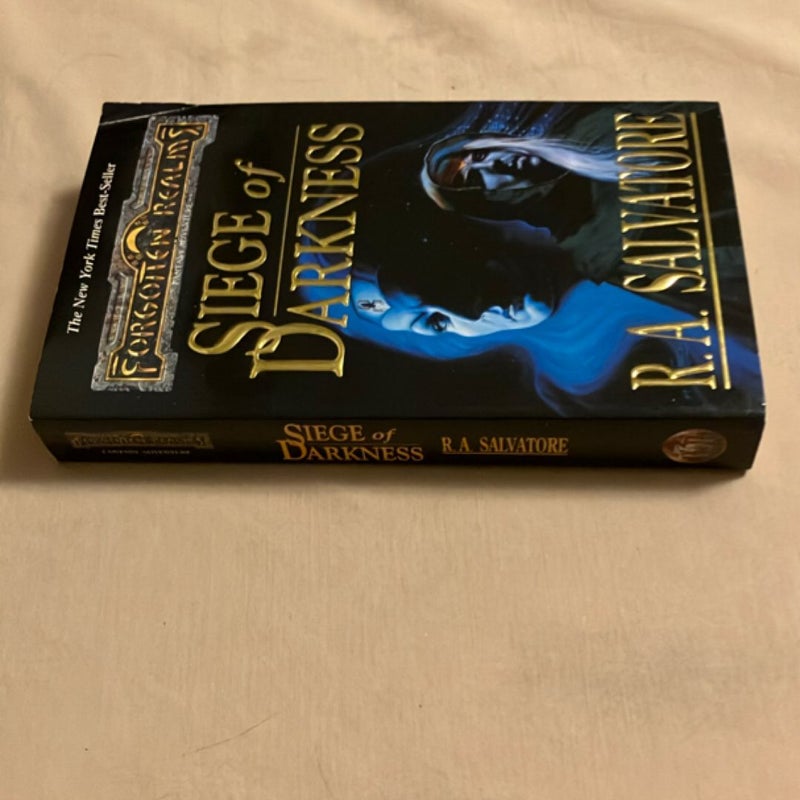 The New York Times Best-Seller
FORGOTTEN REALMS
SIEGE of
DARKNESS
R.A. SALVATORE
SIEGE of
DARKNESS
R.A. SALVATORE